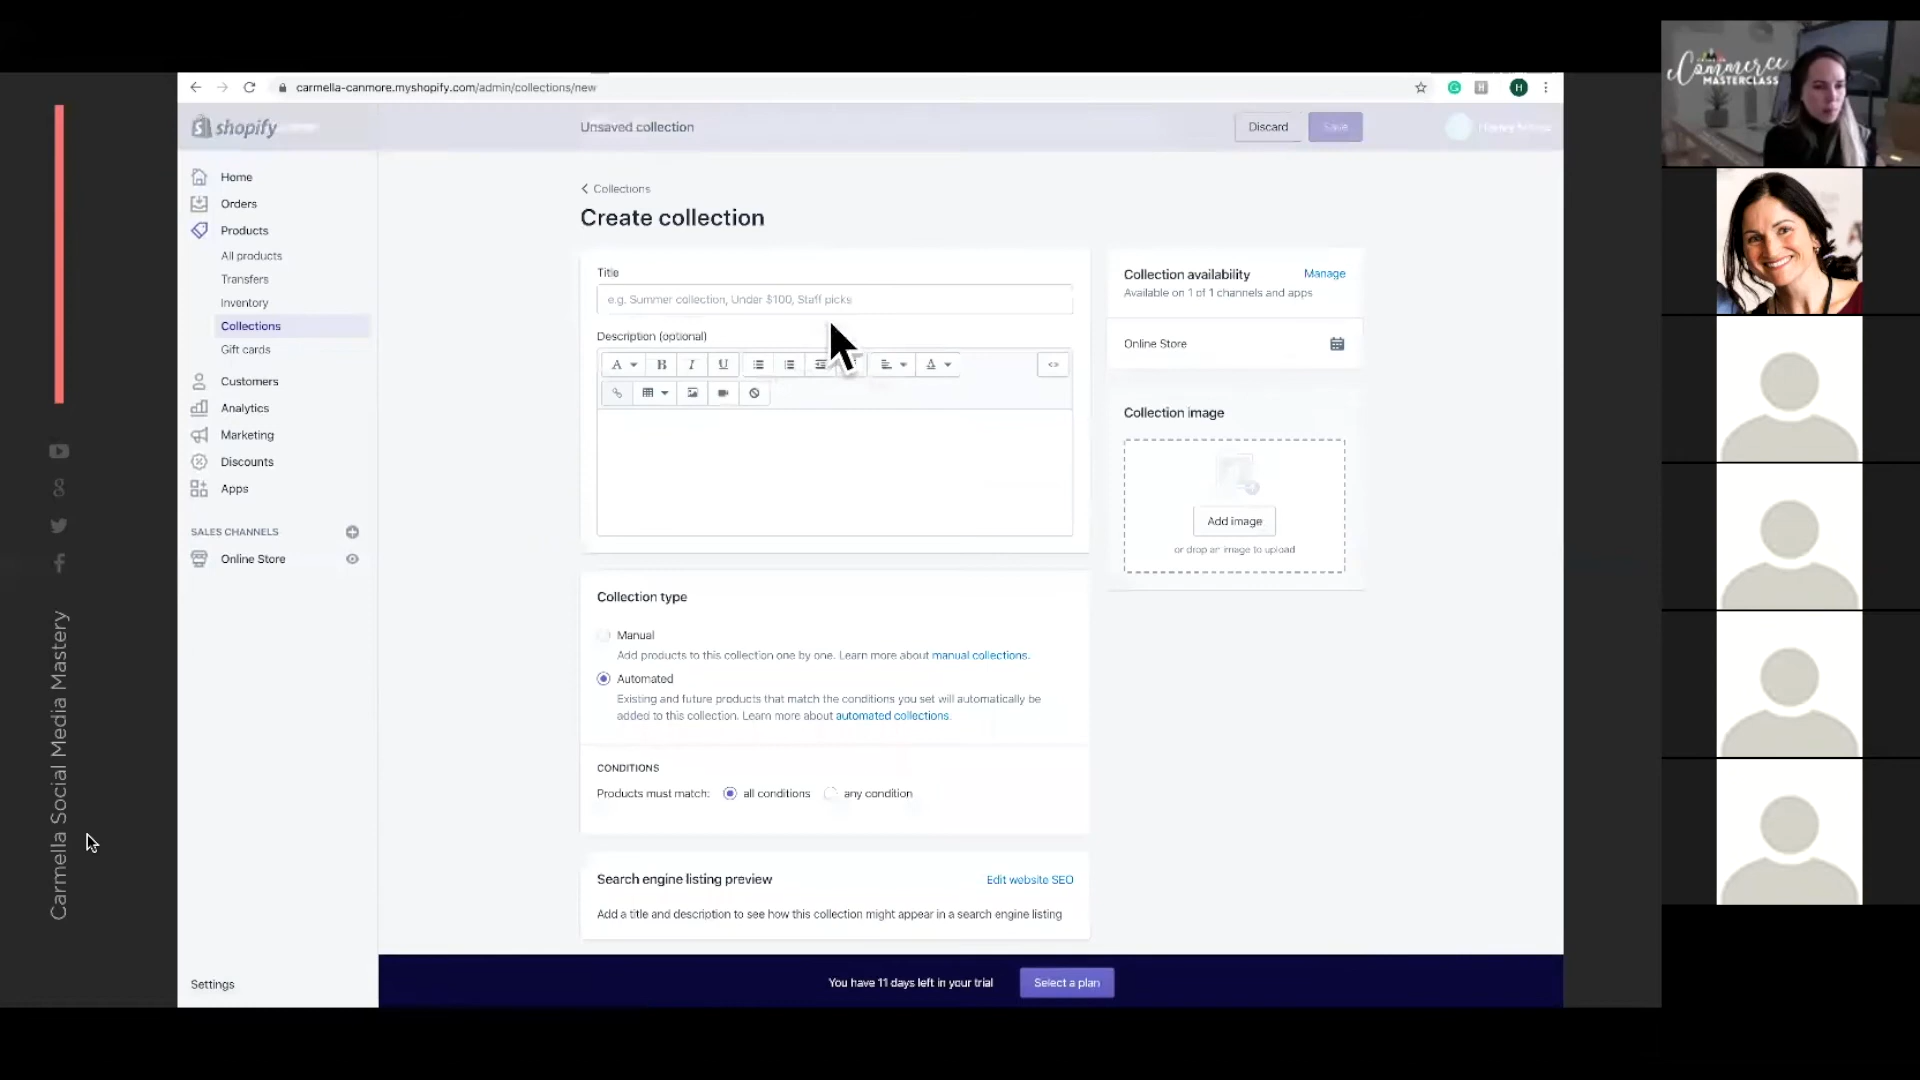 carmella-canmore.myshopify.com/admin/collections/new
H
H
shopify
Unsaved collection
Discard
Save
eCommerce
MASTERCLASS
Home
Orders
Products
All products
Transfers
Inventory
Collections
Gift cards
Customers
Analytics
Marketing
Discounts
Apps
SALES CHANNELS
Online Store
Settings
Collections
Create collection
Title
e.g. Summer collection, Under $100, Staff picks
Description (optional)
A B I U A <>
Collection type
Manual
Add products to this collection one by one. Learn more about manual collections.
Automated
Existing and future products that match the conditions you set will automatically be
added to this collection. Learn more about automated collections.
CONDITIONS
Products must match: all conditions any condition
Search engine listing preview
Edit website SEO
Add a title and description to see how this collection might appear in a search engine listing
Collection availability
Manage
Available on 1 of 1 channels and apps
Online Store
Collection image
Add image
or drop an image to upload
You have 11 days left in your trial
Select a plan
Carmella Social Media Mastery